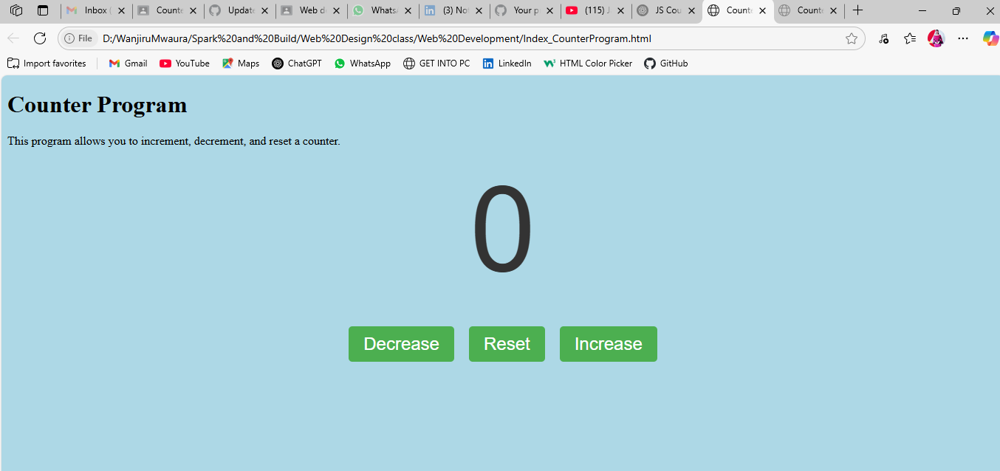 Inbox (
Counte
Update
Web d
Whats
(3) No
Your p
(115) J
JS Cou
Counte
Counte
File
D:/WanjiruMwaura/Spark%20and%20Build/Web%20Design%20class/Web%20Development/Index_CounterProgram.html
Import favorites
Gmail
YouTube
Maps
ChatGPT
WhatsApp
GET INTO PC
LinkedIn
HTML Color Picker
GitHub
Counter Program
This program allows you to increment, decrement, and reset a counter.
0
Decrease
Reset
Increase